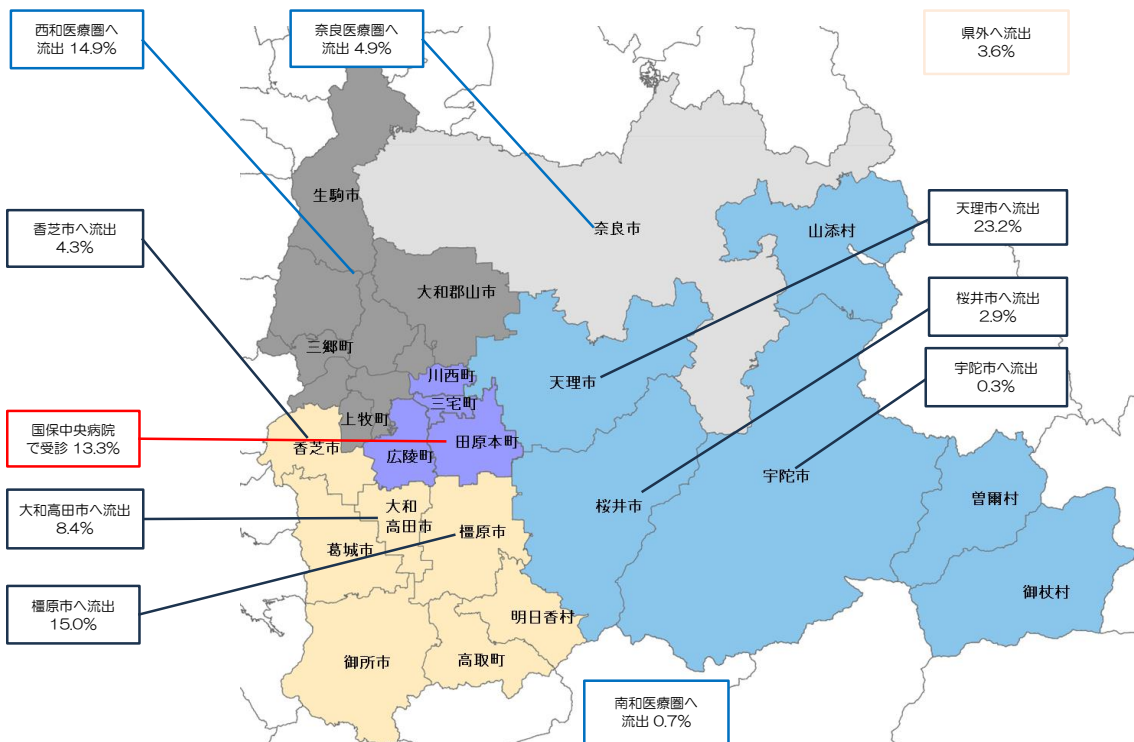 西和医療圏へ
流出 14.9%
奈良医療圏へ
流出 4.9%
県外へ流出
3.6%
生駒市
奈良市
山添村
香芝市へ流出
4.3%
天理市へ流出
23.2%
大和郡山市
桜井市へ流出
2.9%
三郷町
川西町
天理市
宇陀市へ流出
0.3%
三宅町
上牧町
国保中央病院
で受診 13.3%
香芝市
広陵町
田原本町
宇陀市
大和高田市へ流出
8.4%
大和
高田市
橿原市
桜井市
曽爾村
葛城市
橿原市へ流出
15.0%
明日香村
御杖村
御所市
高取町
南和医療圏へ
流出 0.7%